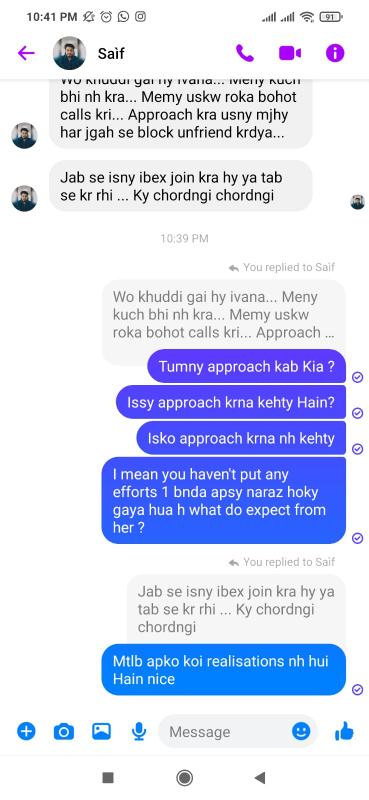 10:41 PM
91
Saìf
Wo khuddi gai hy ivana... Meny kuch
bhi nh kra... Memy uskw roka bohot
calls kri... Approach kra usny mjhy
har jgah se block unfriend krdya...
Jab se isny ibex join kra hy ya tab
se kr rhi ... Ky chordngi chordngi
10:39 PM
You replied to Saìf
Wo khuddi gai hy ivana... Meny
kuch bhi nh kra... Memy uskw
roka bohot calls kri... Approach ...
Tumny approach kab Kia ?
Issy approach krna kehty Hain?
Isko approach krna nh kehty
I mean you haven't put any
efforts 1 bnda apsy naraz hoky
gaya hua h what do expect from
her ?
You replied to Saìf
Jab se isny ibex join kra hy ya
tab se kr rhi ... Ky chordngi
chordngi
Mtlb apko koi realisations nh hui
Hain nice
Message